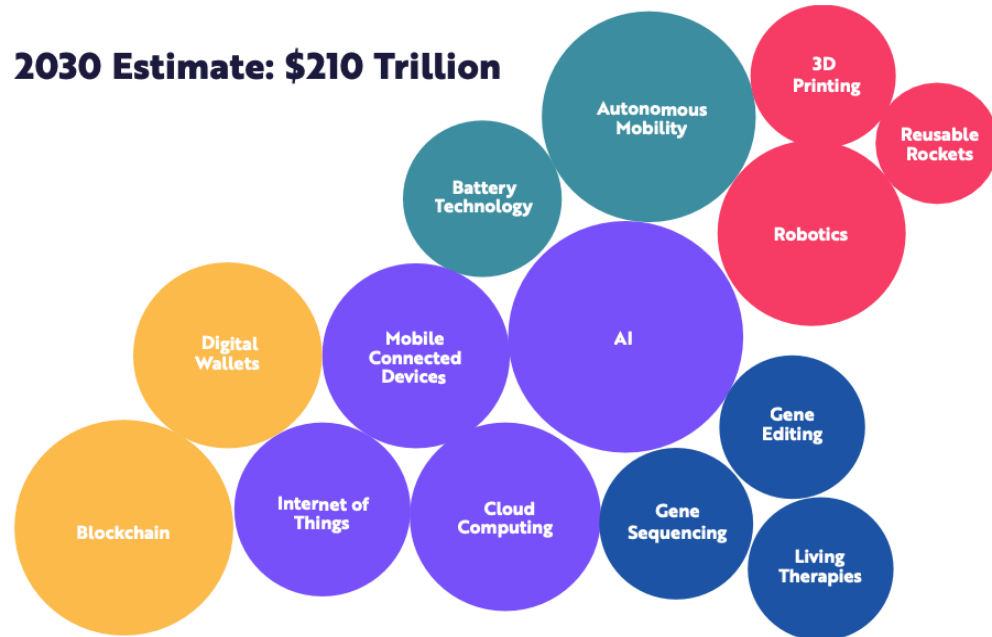 2030 Estimate: $210 Trillion
3D
Printing
Autonomous
Mobility
Reusable
Rockets
Battery
Technology
Robotics
Digital
Wallets
Mobile
Connected
Devices
AI
Gene
Editing
Blockchain
Internet of
Things
Cloud
Computing
Gene
Sequencing
Living
Therapies